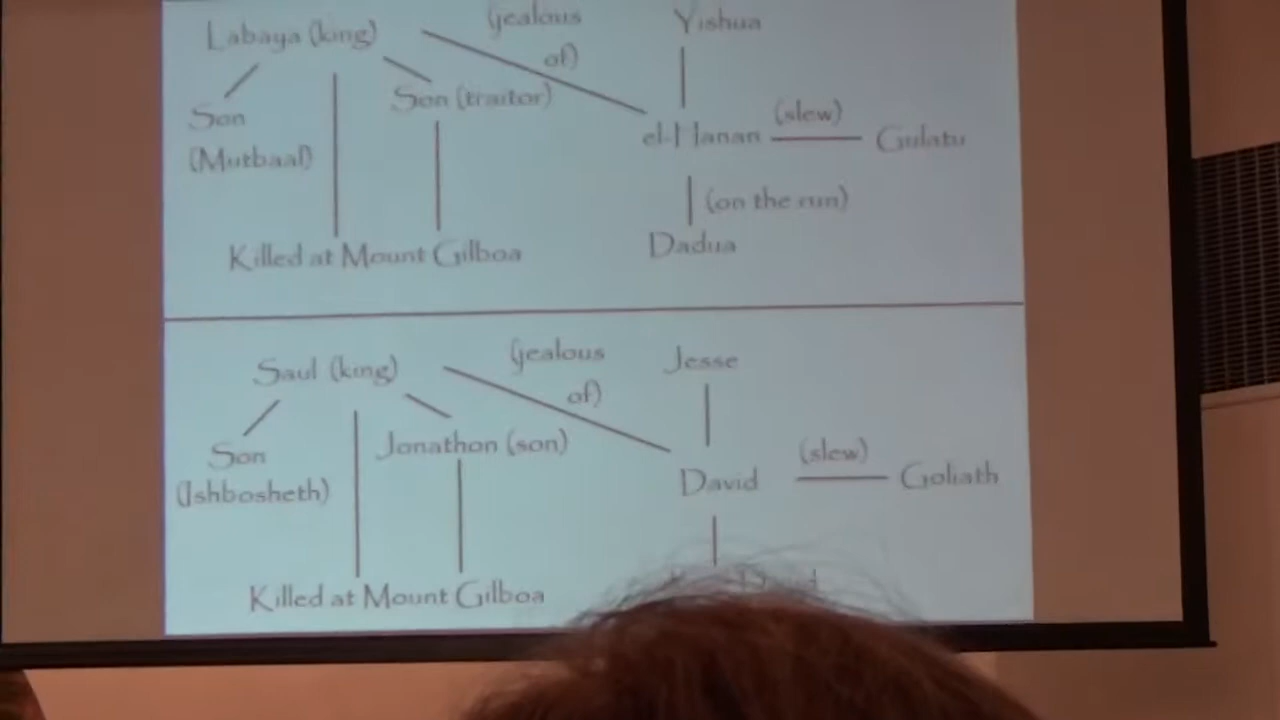 Labaya (king)
(jealous
of)
Yishua
Son
(Mutbaal)
Son (traitor)
el-Hanan
(slew)
Gulatu
(on the run)
Dadua
Killed at Mount Gilboa
Saul (king)
(jealous
of)
Jesse
Son
(Ishbosheth)
Jonathon (son)
David
(slew)
Goliath
Killed at Mount Gilboa